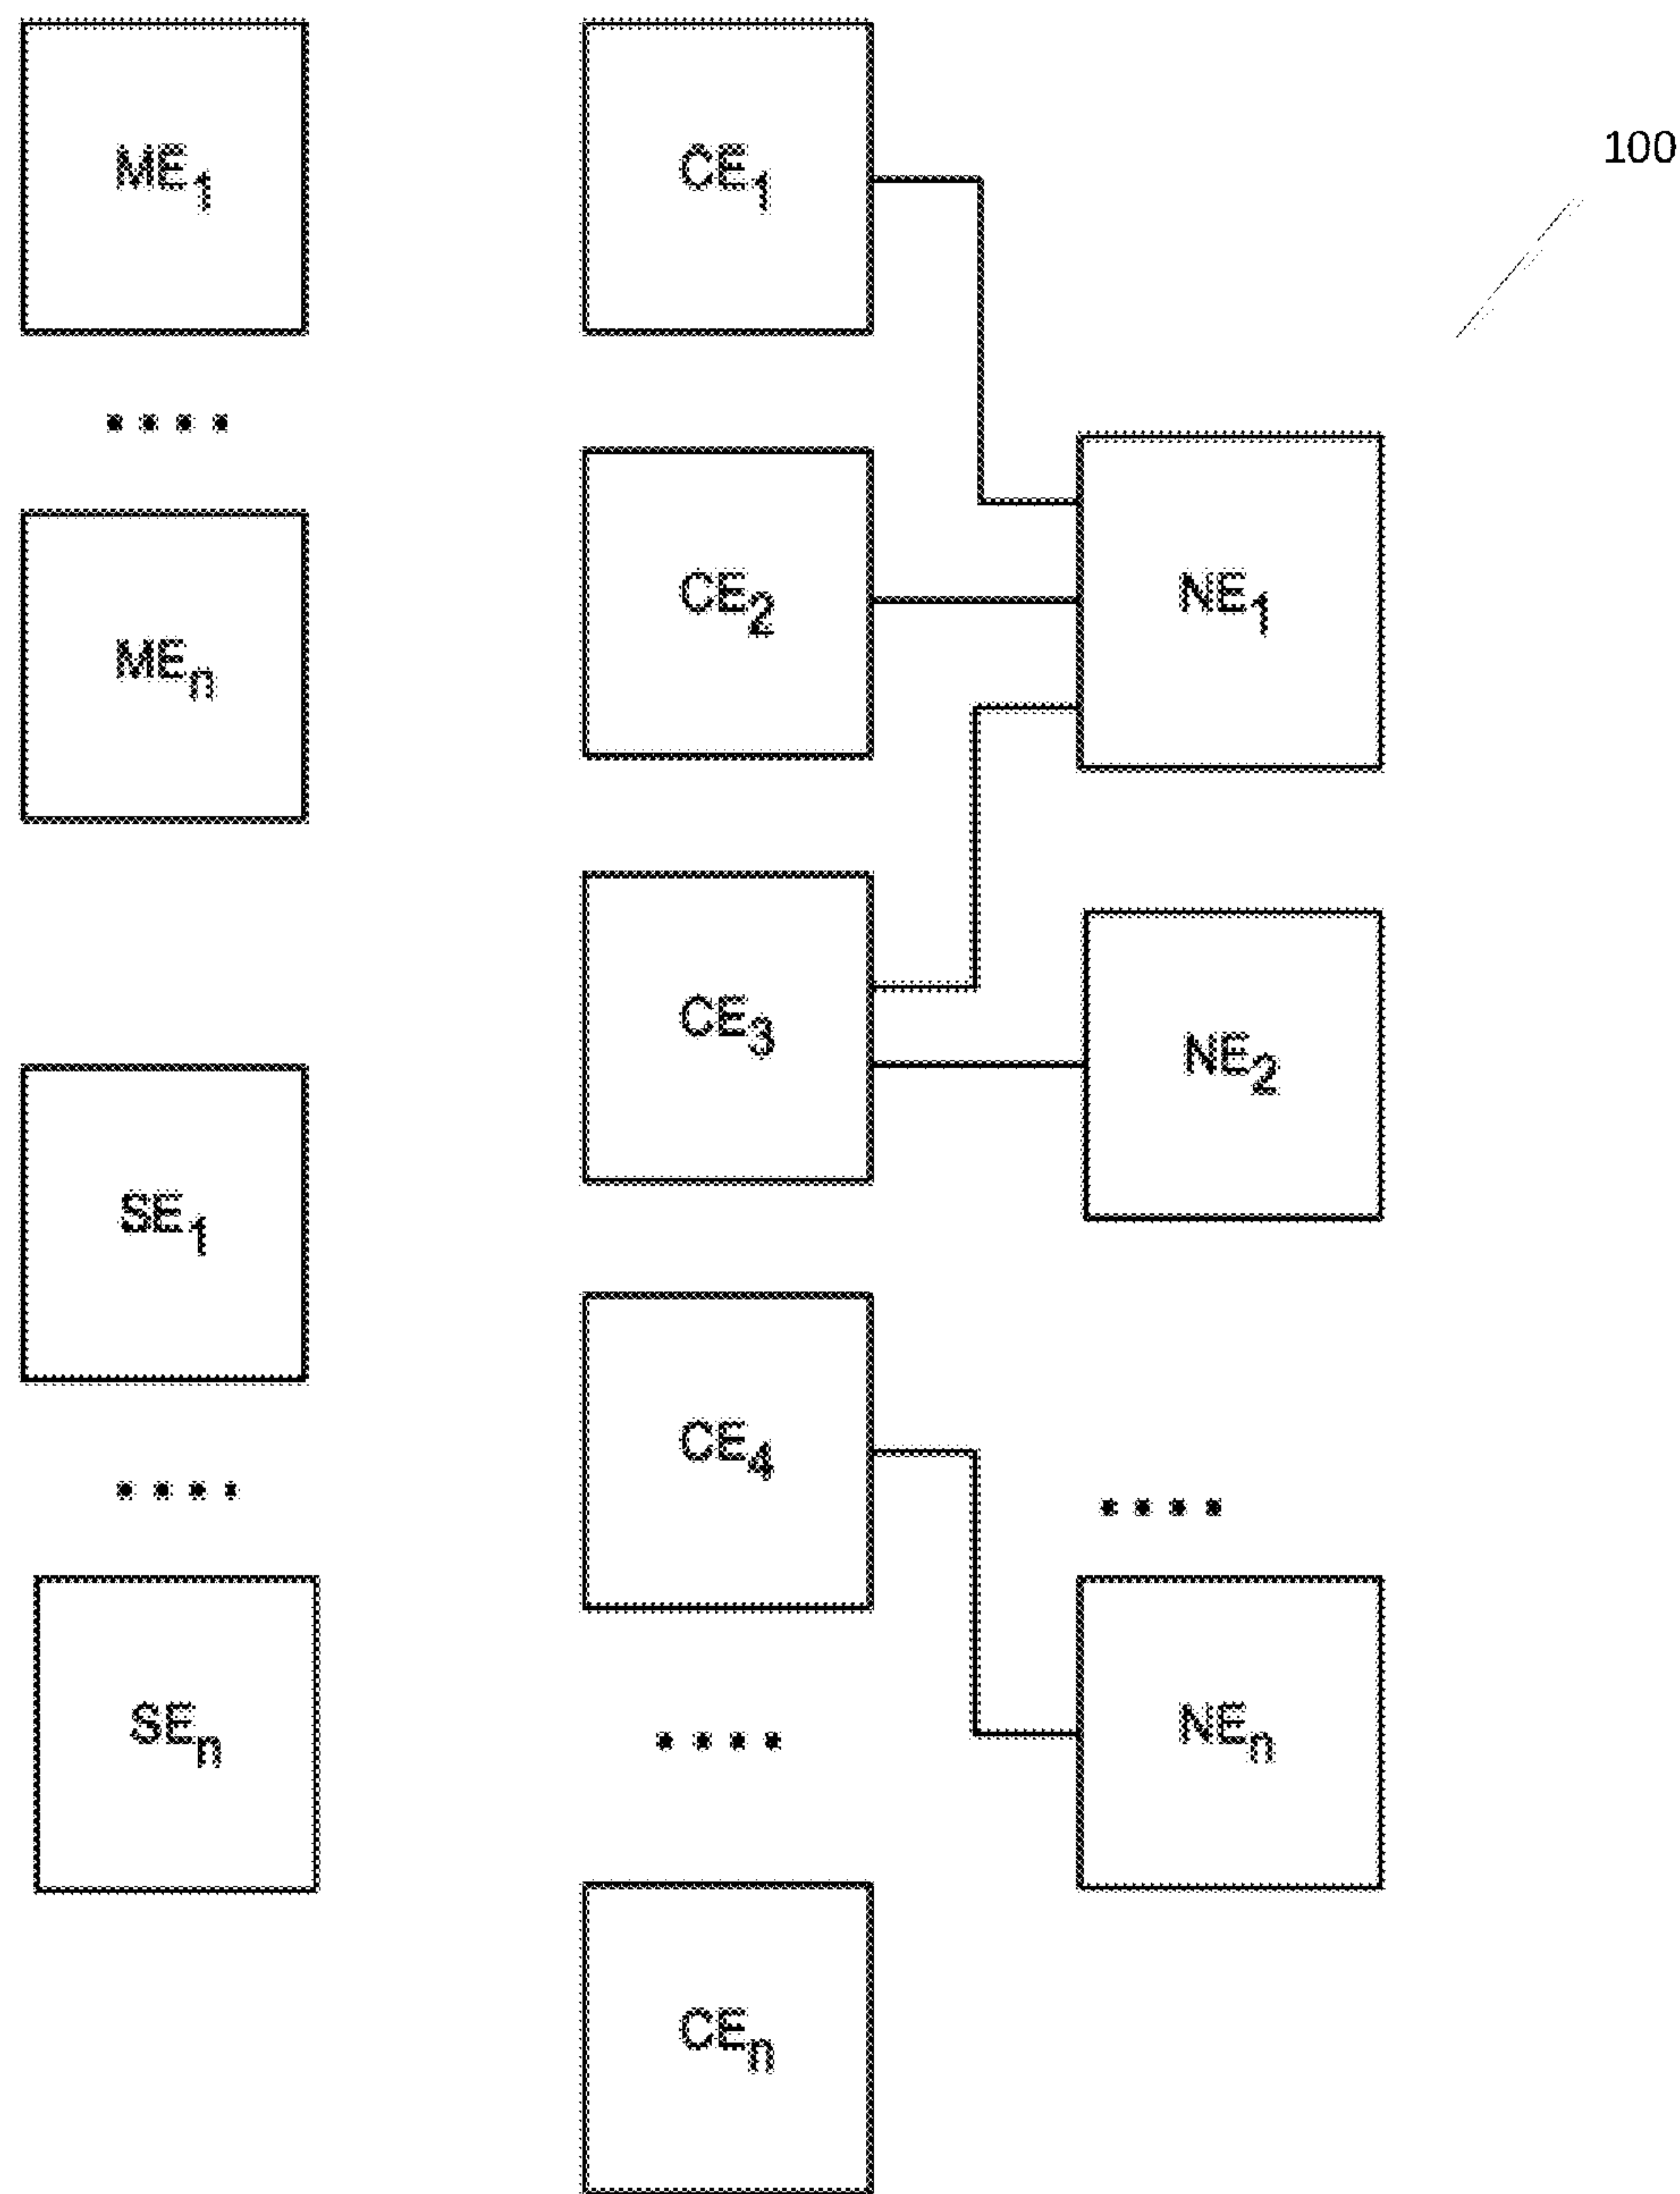 ME1
CE1
100
....
CE2
NE1
MEn
CE3
NE2
SE1
CE4
....
....
SEn
NEn
....
CEn